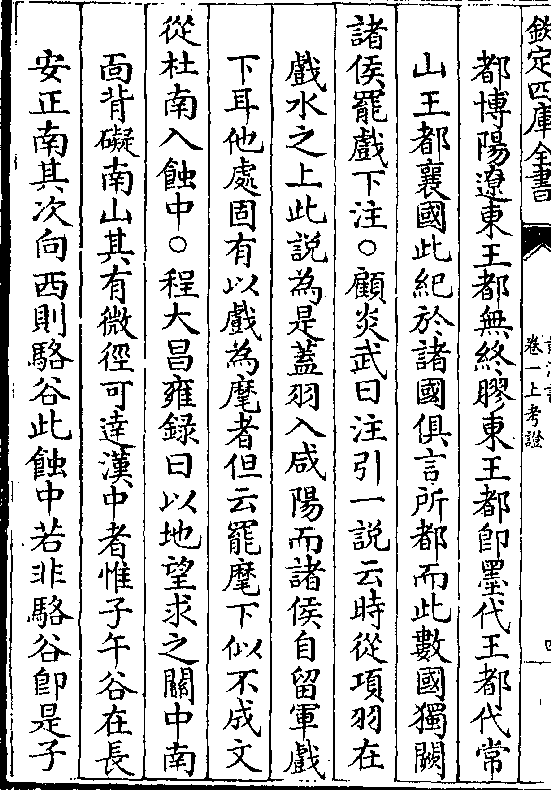 欽定四庫全書
卷一上考證
都博陽遼東王都無終膠東王都卽墨代王都代常
山王都襄國此紀於諸國俱言所都而此數國獨闕
諸侯罷戲下注○顧炎武曰注引一說云時從項羽在
戲水之上此說為是蓋羽入咸陽而諸侯自留軍戲
下耳他處固有以戲為麾者但云罷麾下似不成文
從杜南入蝕中○程大昌雍録曰以地望求之關中南
靣背礙南山其有微徑可逹漢中者惟子午谷在長
安正南其次向西則駱谷此蝕中若非駱谷卽是子